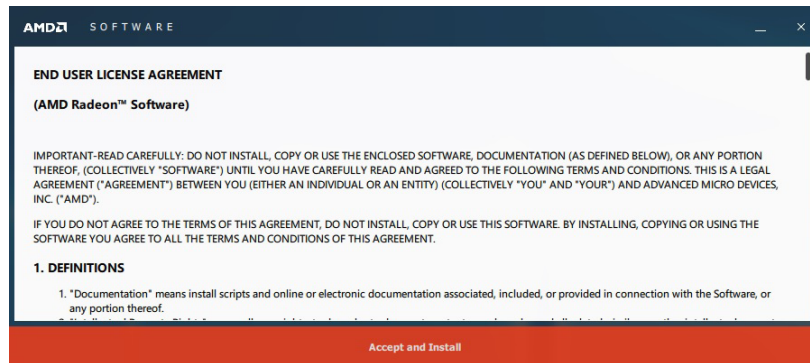 AMD SOFTWARE
END USER LICENSE AGREEMENT
(AMD Radeon™ Software)
IMPORTANT-READ CAREFULLY: DO NOT INSTALL, COPY OR USE THE ENCLOSED SOFTWARE, DOCUMENTATION (AS DEFINED BELOW), OR ANY PORTION
THEREOF, (COLLECTIVELY "SOFTWARE") UNTIL YOU HAVE CAREFULLY READ AND AGREED TO THE FOLLOWING TERMS AND CONDITIONS. THIS IS A LEGAL
AGREEMENT ("AGREEMENT") BETWEEN YOU (EITHER AN INDIVIDUAL OR AN ENTITY) (COLLECTIVELY "YOU" AND "YOUR") AND ADVANCED MICRO DEVICES,
INC. ("AMD").
IF YOU DO NOT AGREE TO THE TERMS OF THIS AGREEMENT, DO NOT INSTALL, COPY OR USE THIS SOFTWARE. BY INSTALLING, COPYING OR USING THE
SOFTWARE YOU AGREE TO ALL THE TERMS AND CONDITIONS OF THIS AGREEMENT.
1. DEFINITIONS
1. "Documentation" means install scripts and online or electronic documentation associated, included, or provided in connection with the Software, or
any portion thereof.
Accept and Install